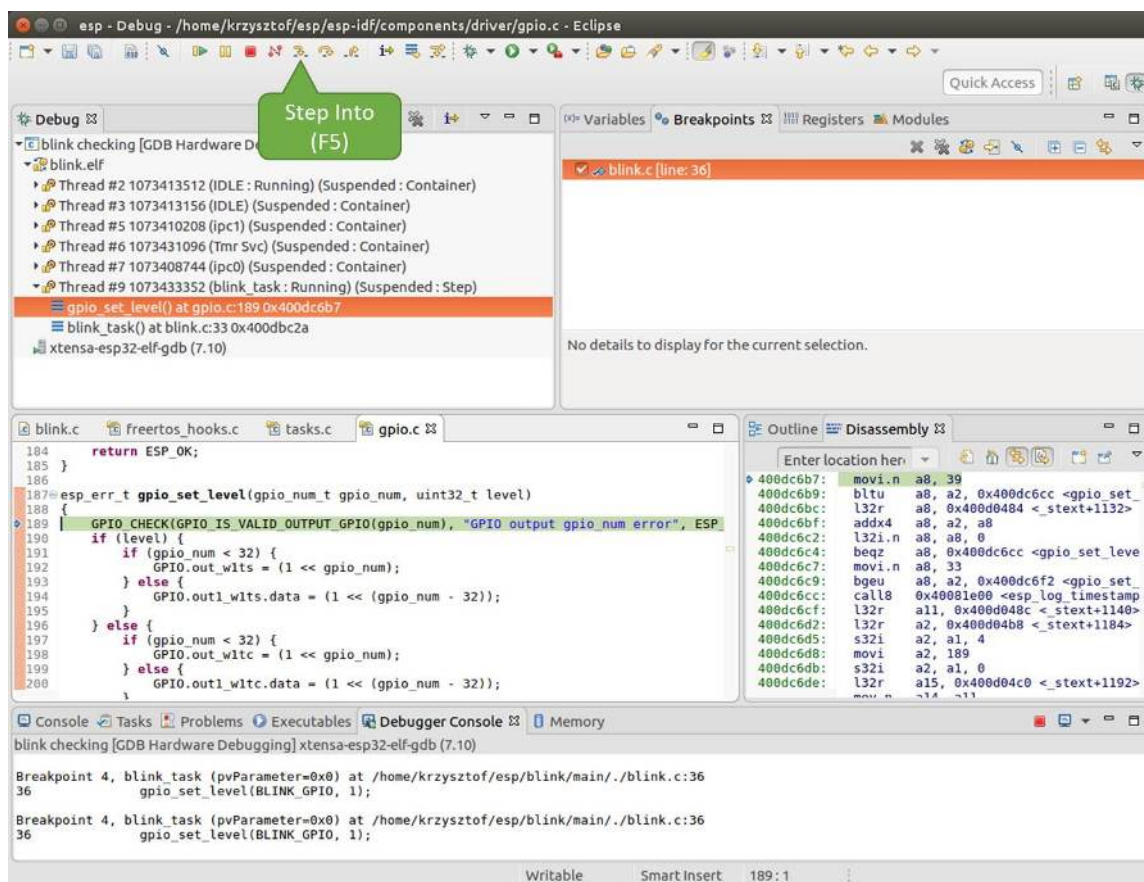 esp - Debug - /home/krzysztof/esp/esp-idf/components/driver/gpio.c - Eclipse
Quick Access
Step Into
(F5)
Debug
blink checking [GDB Hardware De
blink.elf
Thread #2 1073413512 (IDLE : Running) (Suspended : Container)
Thread #3 1073413156 (IDLE) (Suspended : Container)
Thread #5 1073410208 (ipc1) (Suspended : Container)
Thread #6 1073431096 (Tmr Svc) (Suspended : Container)
Thread #7 1073408744 (ipc0) (Suspended : Container)
Thread #9 1073433352 (blink_task : Running) (Suspended : Step)
gpio_set_level() at gpio.c:189 0x400dc6b7
blink_task() at blink.c:33 0x400dbc2a
xtensa-esp32-elf-gdb (7.10)
(x)= Variables Breakpoints Registers Modules
blink.c [line: 36]
No details to display for the current selection.
blink.c freertos_hooks.c tasks.c gpio.c
184 return ESP_OK;
185 }
186
187 esp_err_t gpio_set_level(gpio_num_t gpio_num, uint32_t level)
188 {
189 GPIO_CHECK(GPIO_IS_VALID_OUTPUT_GPIO(gpio_num), "GPIO output gpio_num error", ESP_
190 if (level) {
191 if (gpio_num < 32) {
192 GPIO.out_w1ts = (1 << gpio_num);
193 } else {
194 GPIO.out1_w1ts.data = (1 << (gpio_num - 32));
195 }
196 } else {
197 if (gpio_num < 32) {
198 GPIO.out_w1tc = (1 << gpio_num);
199 } else {
200 GPIO.out1_w1tc.data = (1 << (gpio_num - 32));
}
Outline Disassembly
Enter location her
400dc6b7: movi.n a8, 39
400dc6b9: bltu a8, a2, 0x400dc6cc <gpio_set_
400dc6bc: l32r a8, 0x400d0484 <_stext+1132>
400dc6bf: addx4 a8, a2, a8
400dc6c2: l32i.n a8, a8, 0
400dc6c4: beqz a8, 0x400dc6cc <gpio_set_leve
400dc6c7: movi.n a8, 33
400dc6c9: bgeu a8, a2, 0x400dc6f2 <gpio_set_
400dc6cc: call8 0x40081e00 <esp_log_timestamp
400dc6cf: l32r a11, 0x400d048c <_stext+1140>
400dc6d2: l32r a2, 0x400d04b8 <_stext+1184>
400dc6d5: s32i a2, a1, 4
400dc6d8: movi a2, 189
400dc6db: s32i a2, a1, 0
400dc6de: l32r a15, 0x400d04c0 <_stext+1192>
Console Tasks Problems Executables Debugger Console Memory
blink checking [GDB Hardware Debugging] xtensa-esp32-elf-gdb (7.10)
Breakpoint 4, blink_task (pvParameter=0x0) at /home/krzysztof/esp/blink/main/./blink.c:36
36 gpio_set_level(BLINK_GPIO, 1);
Breakpoint 4, blink_task (pvParameter=0x0) at /home/krzysztof/esp/blink/main/./blink.c:36
36 gpio_set_level(BLINK_GPIO, 1);
Writable Smart Insert 189 : 1